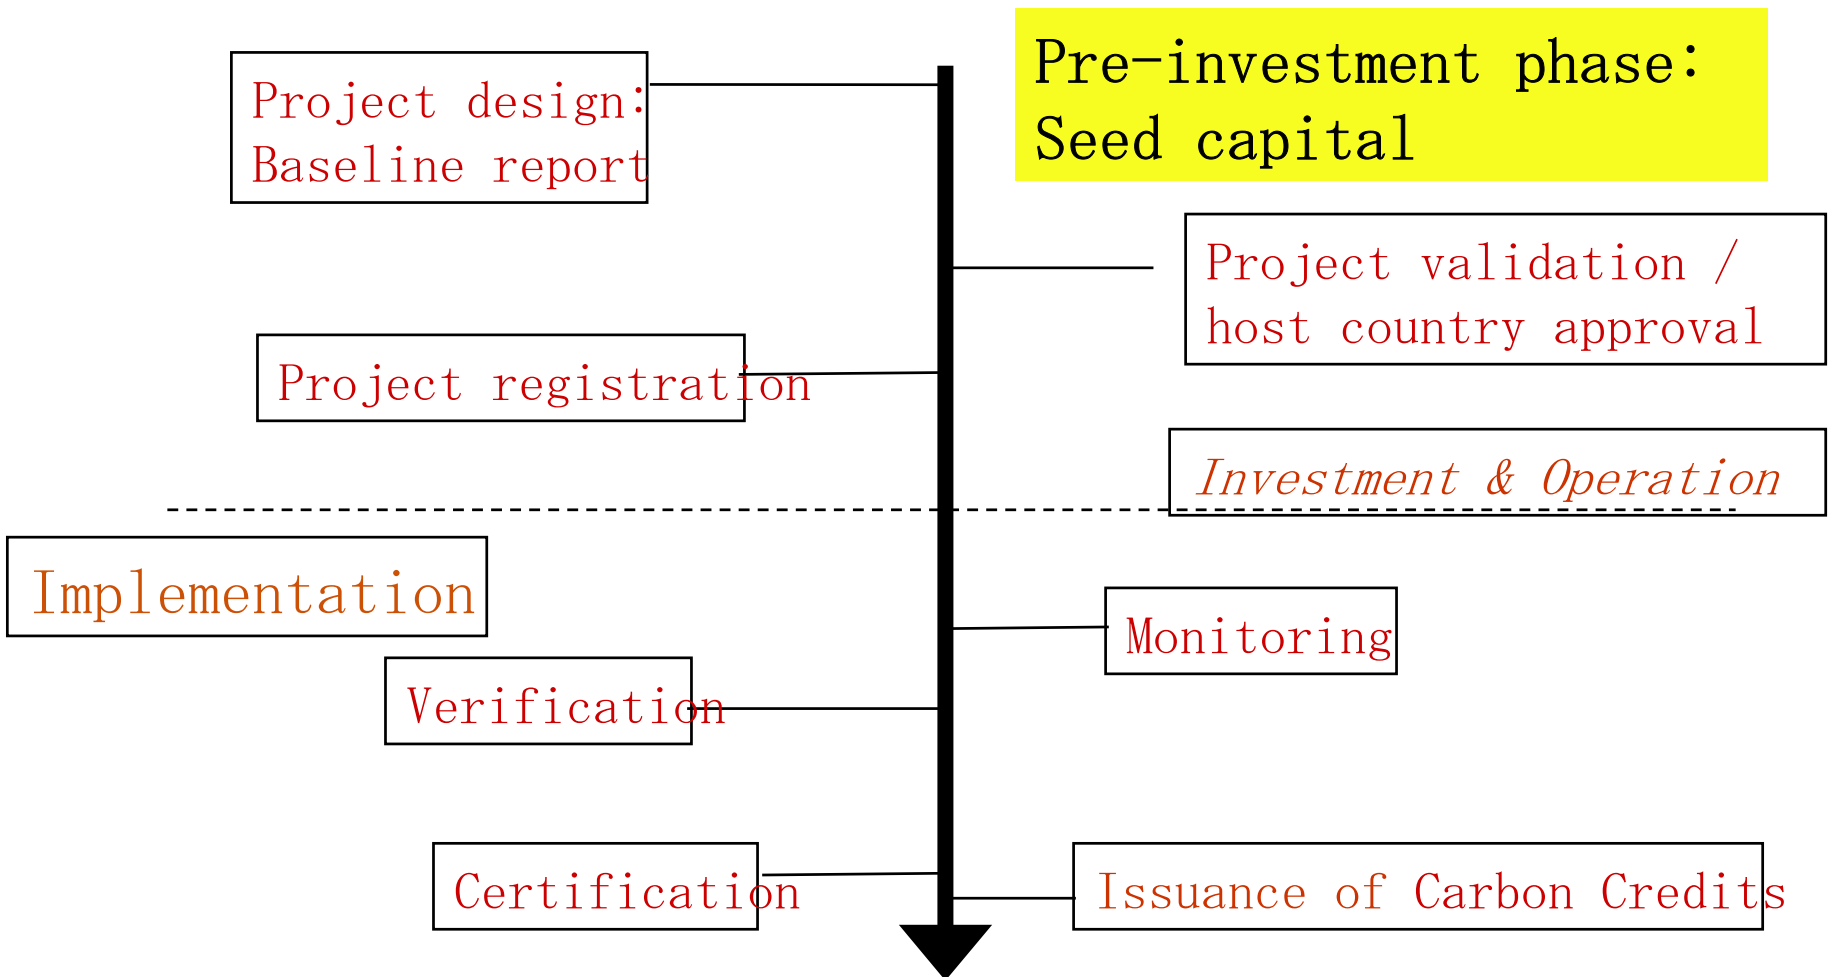 Pre-investment phase:
Seed capital
Project design:
Baseline report
Project validation /
host country approval
Project registration
Investment & Operation
Implementation
Monitoring
Verification
Certification
Issuance of Carbon Credits